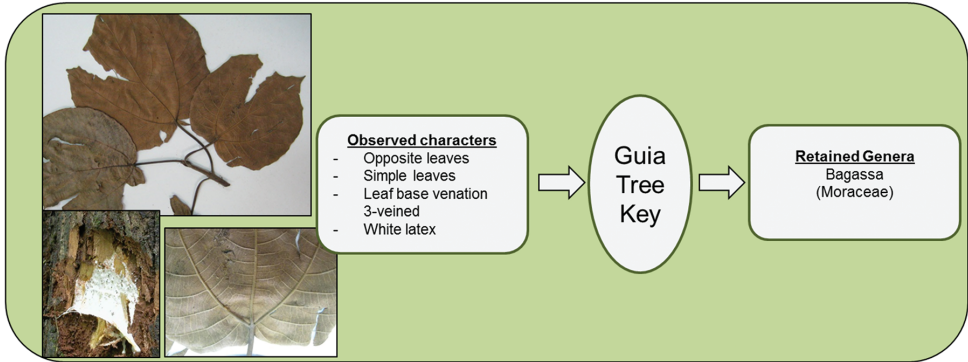 Observed characters
- Opposite leaves
- Simple leaves
- Leaf base venation
3-veined
- White latex
Guia
Tree
Key
Retained Genera
Bagassa
(Moraceae)